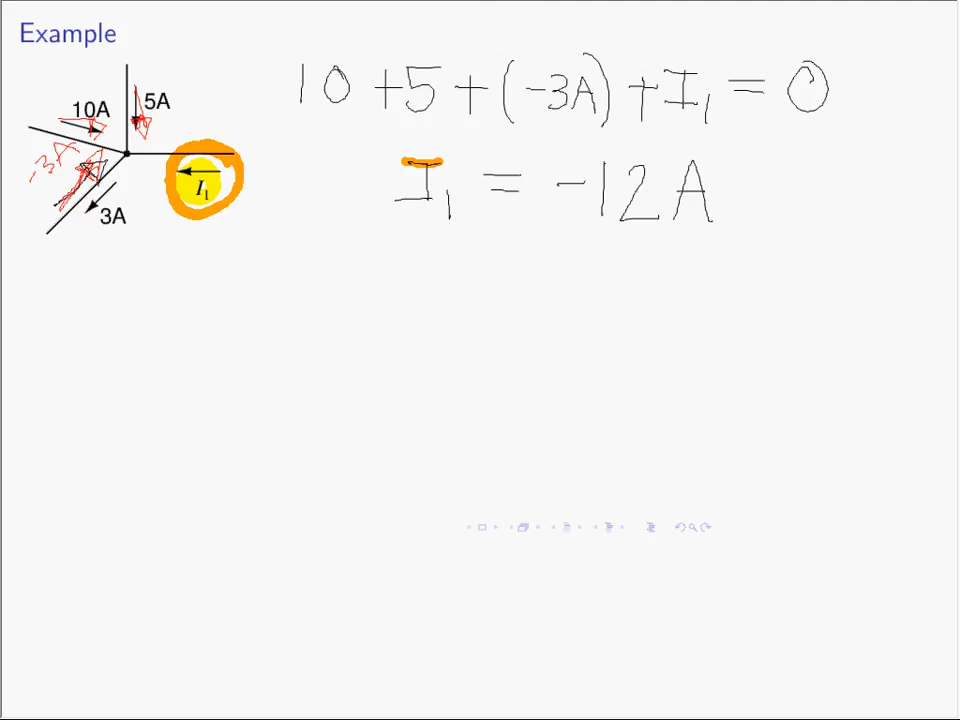 Example
10 +5 + (-3A) + I₁ = 0
10A
5A
-3A
I₁
3A
I₁ = -12A